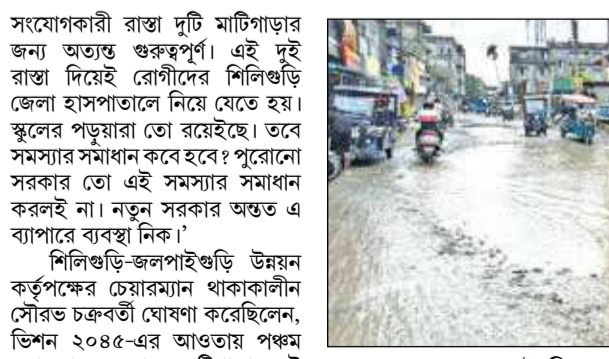 সংযোগকারী রাস্তা দুটি মাটিগাড়ার
জন্য অত্যন্ত গুরুত্বপূর্ণ। এই দুই
রাস্তা দিয়েই রোগীদের শিলিগুড়ি
জেলা হাসপাতালে নিয়ে যেতে হয়।
স্কুলের পড়ুয়ারা তো রয়েইছে। তবে
সমস্যার সমাধান কবে হবে? পুরোনো
সরকার তো এই সমস্যার সমাধান
করলই না। নতুন সরকার অন্তত এ
ব্যাপারে ব্যবস্থা নিক।’
শিলিগুড়ি-জলপাইগুড়ি উন্নয়ন
কর্তৃপক্ষের চেয়ারম্যান থাকাকালীন
সৌরভ চক্রবর্তী ঘোষণা করেছিলেন,
ভিশন ২০৪৫-এর আওতায় পঞ্চম